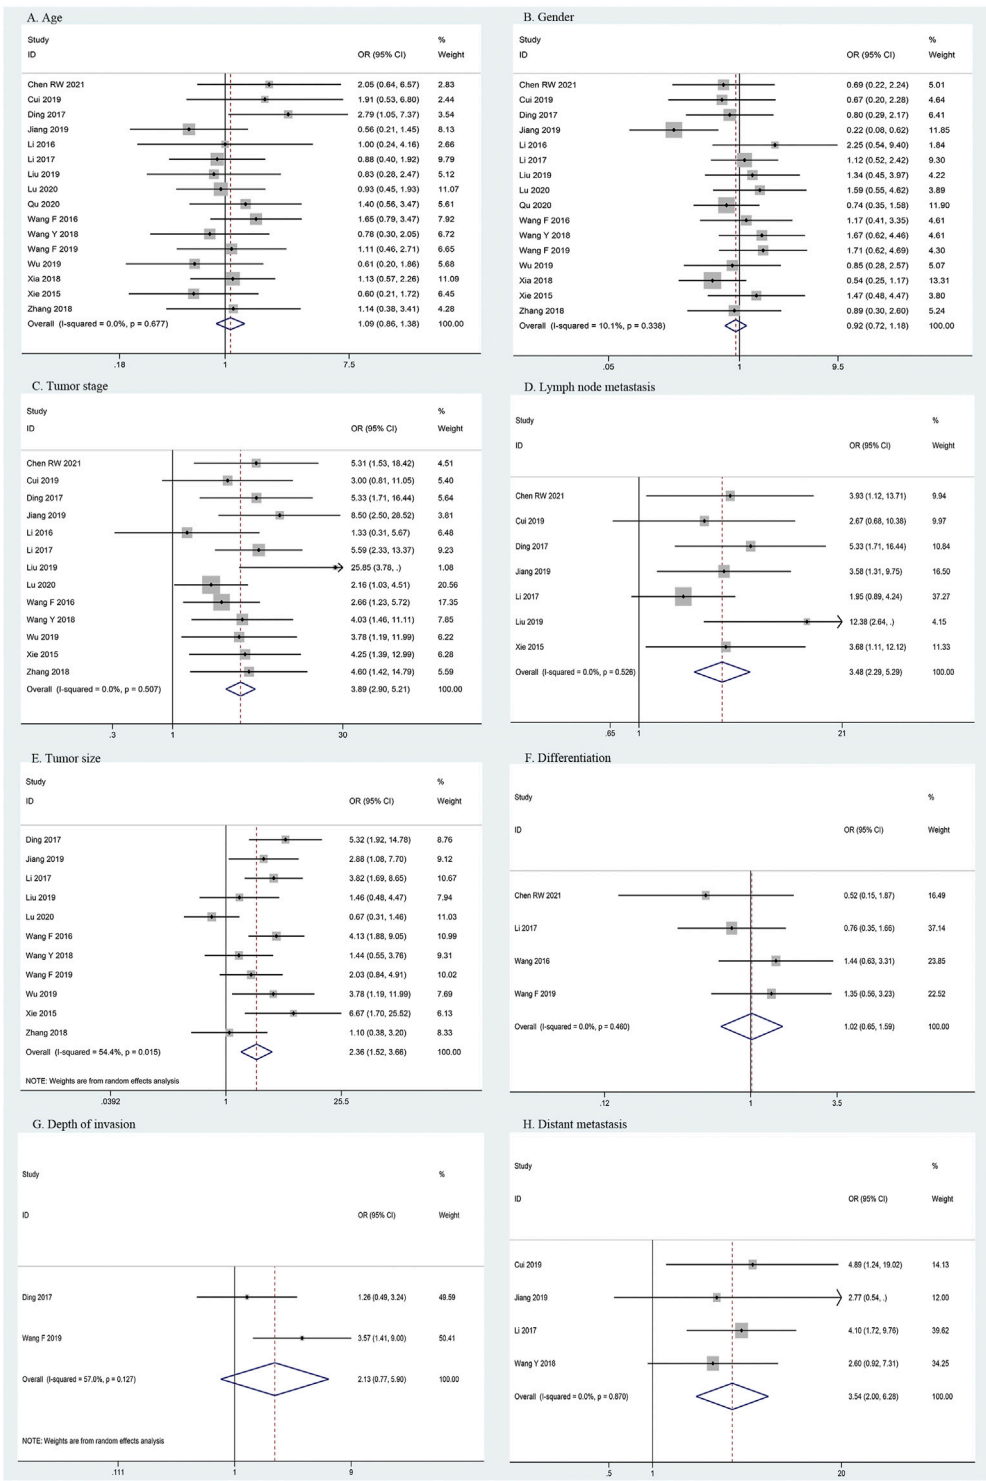 A. Age
Study %
ID OR (95% CI) Weight
Chen RW 2021 2.05 (0.64, 6.57) 2.83
Cui 2019 1.91 (0.53, 6.80) 2.44
Ding 2017 2.79 (1.05, 7.37) 3.54
Jiang 2019 0.56 (0.21, 1.45) 8.13
Li 2016 1.00 (0.24, 4.16) 2.66
Li 2017 0.88 (0.40, 1.92) 9.79
Liu 2019 0.83 (0.28, 2.47) 5.12
Lu 2020 0.93 (0.45, 1.93) 11.07
Qu 2020 1.40 (0.56, 3.47) 5.61
Wang F 2016 1.65 (0.79, 3.47) 7.92
Wang Y 2018 0.78 (0.30, 2.05) 6.72
Wang F 2019 1.11 (0.46, 2.71) 6.65
Wu 2019 0.61 (0.20, 1.86) 5.68
Xia 2018 1.13 (0.57, 2.26) 11.09
Xie 2015 0.60 (0.21, 1.72) 6.45
Zhang 2018 1.14 (0.38, 3.41) 4.28
Overall (I-squared = 0.0%, p = 0.677) 1.09 (0.86, 1.38) 100.00
.18 1 7.5
B. Gender
Study %
ID OR (95% CI) Weight
Chen RW 2021 0.69 (0.22, 2.24) 5.01
Cui 2019 0.67 (0.20, 2.28) 4.64
Ding 2017 0.80 (0.29, 2.17) 6.41
Jiang 2019 0.22 (0.08, 0.62) 11.85
Li 2016 2.25 (0.54, 9.40) 1.84
Li 2017 1.12 (0.52, 2.42) 9.30
Liu 2019 1.34 (0.45, 3.97) 4.22
Lu 2020 1.59 (0.55, 4.62) 3.89
Qu 2020 0.74 (0.35, 1.58) 11.90
Wang F 2016 1.17 (0.41, 3.35) 4.61
Wang Y 2018 1.67 (0.62, 4.46) 4.61
Wang F 2019 1.71 (0.62, 4.69) 4.30
Wu 2019 0.85 (0.28, 2.57) 5.07
Xia 2018 0.54 (0.25, 1.17) 13.31
Xie 2015 1.47 (0.48, 4.47) 3.80
Zhang 2018 0.89 (0.30, 2.60) 5.24
Overall (I-squared = 10.1%, p = 0.338) 0.92 (0.72, 1.18) 100.00
.05 1 9.5
C. Tumor stage
Study %
ID OR (95% CI) Weight
Chen RW 2021 5.31 (1.53, 18.42) 4.51
Cui 2019 3.00 (0.81, 11.05) 5.40
Ding 2017 5.33 (1.71, 16.44) 5.64
Jiang 2019 8.50 (2.50, 28.52) 3.81
Li 2016 1.33 (0.31, 5.67) 6.48
Li 2017 5.59 (2.33, 13.37) 9.23
Liu 2019 25.85 (3.78, .) 1.08
Lu 2020 2.16 (1.03, 4.51) 20.56
Wang F 2016 2.66 (1.23, 5.72) 17.35
Wang Y 2018 4.03 (1.46, 11.11) 7.85
Wu 2019 3.78 (1.19, 11.99) 6.22
Xie 2015 4.25 (1.39, 12.99) 6.28
Zhang 2018 4.60 (1.42, 14.79) 5.59
Overall (I-squared = 0.0%, p = 0.507) 3.89 (2.90, 5.21) 100.00
.3 1 30
D. Lymph node metastasis
Study %
ID OR (95% CI) Weight
Chen RW 2021 3.93 (1.12, 13.71) 9.94
Cui 2019 2.67 (0.68, 10.38) 9.97
Ding 2017 5.33 (1.71, 16.44) 10.84
Jiang 2019 3.58 (1.31, 9.75) 16.50
Li 2017 1.95 (0.89, 4.24) 37.27
Liu 2019 12.38 (2.64, .) 4.15
Xie 2015 3.68 (1.11, 12.12) 11.33
Overall (I-squared = 0.0%, p = 0.526) 3.48 (2.29, 5.29) 100.00
.65 1 21
E. Tumor size
Study %
ID OR (95% CI) Weight
Ding 2017 5.32 (1.92, 14.78) 8.76
Jiang 2019 2.88 (1.08, 7.70) 9.12
Li 2017 3.82 (1.69, 8.65) 10.67
Liu 2019 1.46 (0.48, 4.47) 7.94
Lu 2020 0.67 (0.31, 1.46) 11.03
Wang F 2016 4.13 (1.88, 9.05) 10.99
Wang Y 2018 1.44 (0.55, 3.76) 9.31
Wang F 2019 2.03 (0.84, 4.91) 10.02
Wu 2019 3.78 (1.19, 11.99) 7.69
Xie 2015 6.67 (1.70, 25.52) 6.13
Zhang 2018 1.10 (0.38, 3.20) 8.33
Overall (I-squared = 54.4%, p = 0.015) 2.36 (1.52, 3.66) 100.00
NOTE: Weights are from random effects analysis
.0392 1 25.5
F. Differentiation
Study %
ID OR (95% CI) Weight
Chen RW 2021 0.52 (0.15, 1.87) 16.49
Li 2017 0.76 (0.35, 1.66) 37.14
Wang 2016 1.44 (0.63, 3.31) 23.85
Wang F 2019 1.35 (0.56, 3.23) 22.52
Overall (I-squared = 0.0%, p = 0.460) 1.02 (0.65, 1.59) 100.00
.12 1 3.5
G. Depth of invasion
Study %
ID OR (95% CI) Weight
Ding 2017 1.26 (0.49, 3.24) 49.59
Wang F 2019 3.57 (1.41, 9.00) 50.41
Overall (I-squared = 57.0%, p = 0.127) 2.13 (0.77, 5.90) 100.00
NOTE: Weights are from random effects analysis
.111 1 9
H. Distant metastasis
Study %
ID OR (95% CI) Weight
Cui 2019 4.89 (1.24, 19.02) 14.13
Jiang 2019 2.77 (0.54, .) 12.00
Li 2017 4.10 (1.72, 9.76) 39.62
Wang Y 2018 2.60 (0.92, 7.31) 34.25
Overall (I-squared = 0.0%, p = 0.870) 3.54 (2.00, 6.28) 100.00
.5 1 20